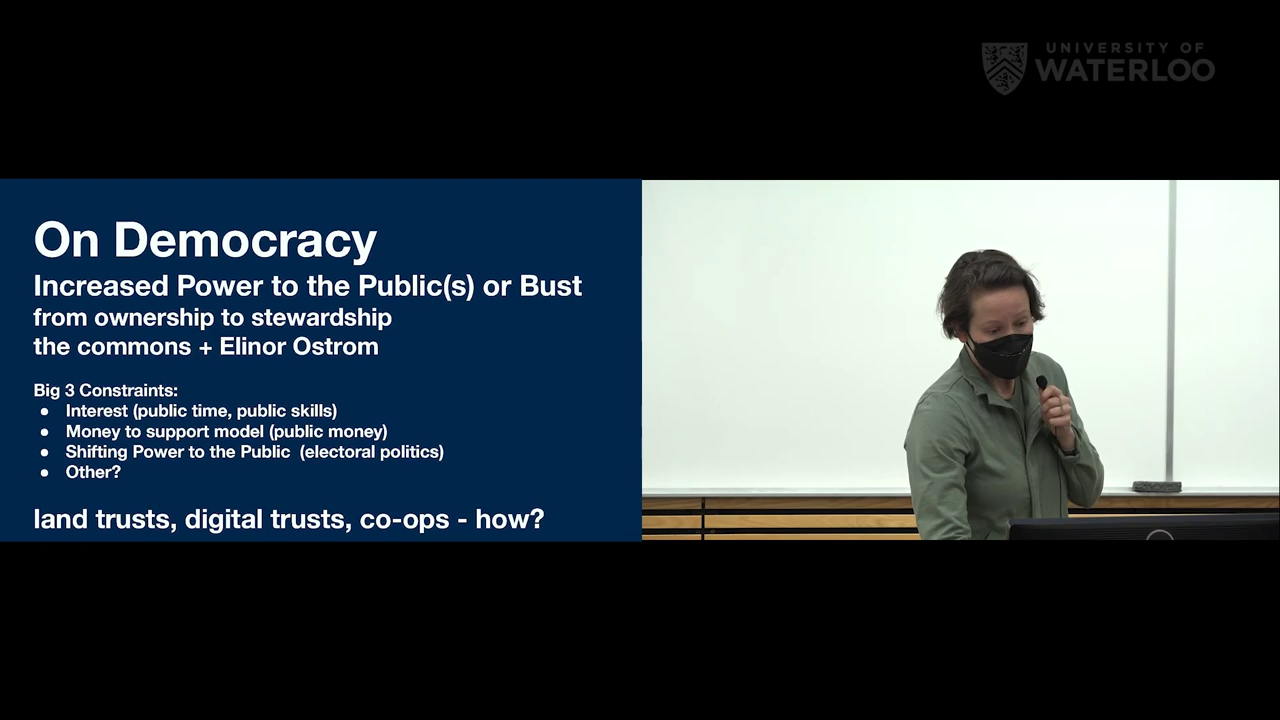 UNIVERSITY OF
WATERLOO
On Democracy
Increased Power to the Public(s) or Bust
from ownership to stewardship
the commons + Elinor Ostrom
Big 3 Constraints:
● Interest (public time, public skills)
● Money to support model (public money)
● Shifting Power to the Public (electoral politics)
● Other?
land trusts, digital trusts, co-ops - how?